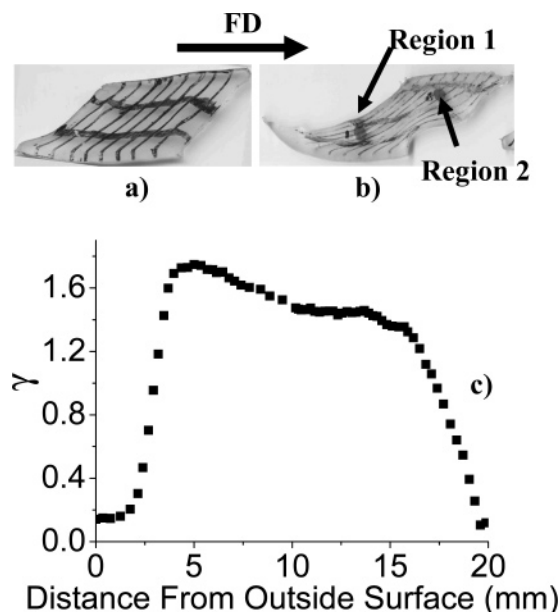 FD
Region 1
Region 2
a)
b)
1.6
1.2
0.8
0.4
0.0
γ
c)
0 5 10 15 20
Distance From Outside Surface (mm)